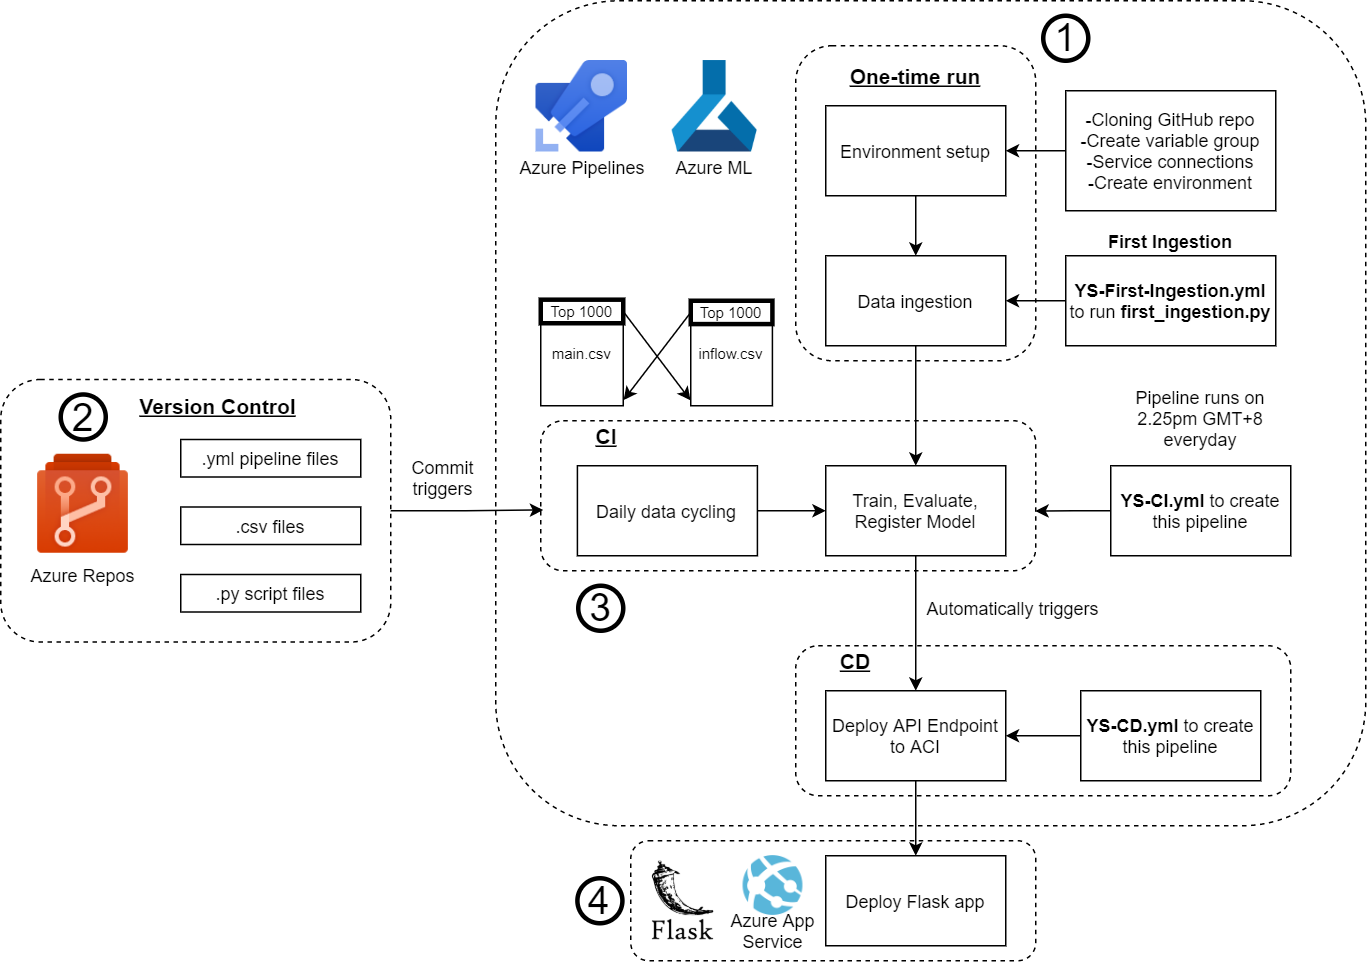 1
One-time run
Azure Pipelines
Azure ML
Environment setup
-Cloning GitHub repo
-Create variable group
-Service connections
-Create environment
First Ingestion
Data ingestion
YS-First-Ingestion.yml
to run first_ingestion.py
Top 1000
main.csv
Top 1000
inflow.csv
2
Version Control
.yml pipeline files
.csv files
.py script files
Azure Repos
Commit
triggers
CI
Daily data cycling
Train, Evaluate,
Register Model
Pipeline runs on
2.25pm GMT+8
everyday
YS-CI.yml to create
this pipeline
3
Automatically triggers
CD
Deploy API Endpoint
to ACI
YS-CD.yml to create
this pipeline
4
Flask
Azure App
Service
Deploy Flask app